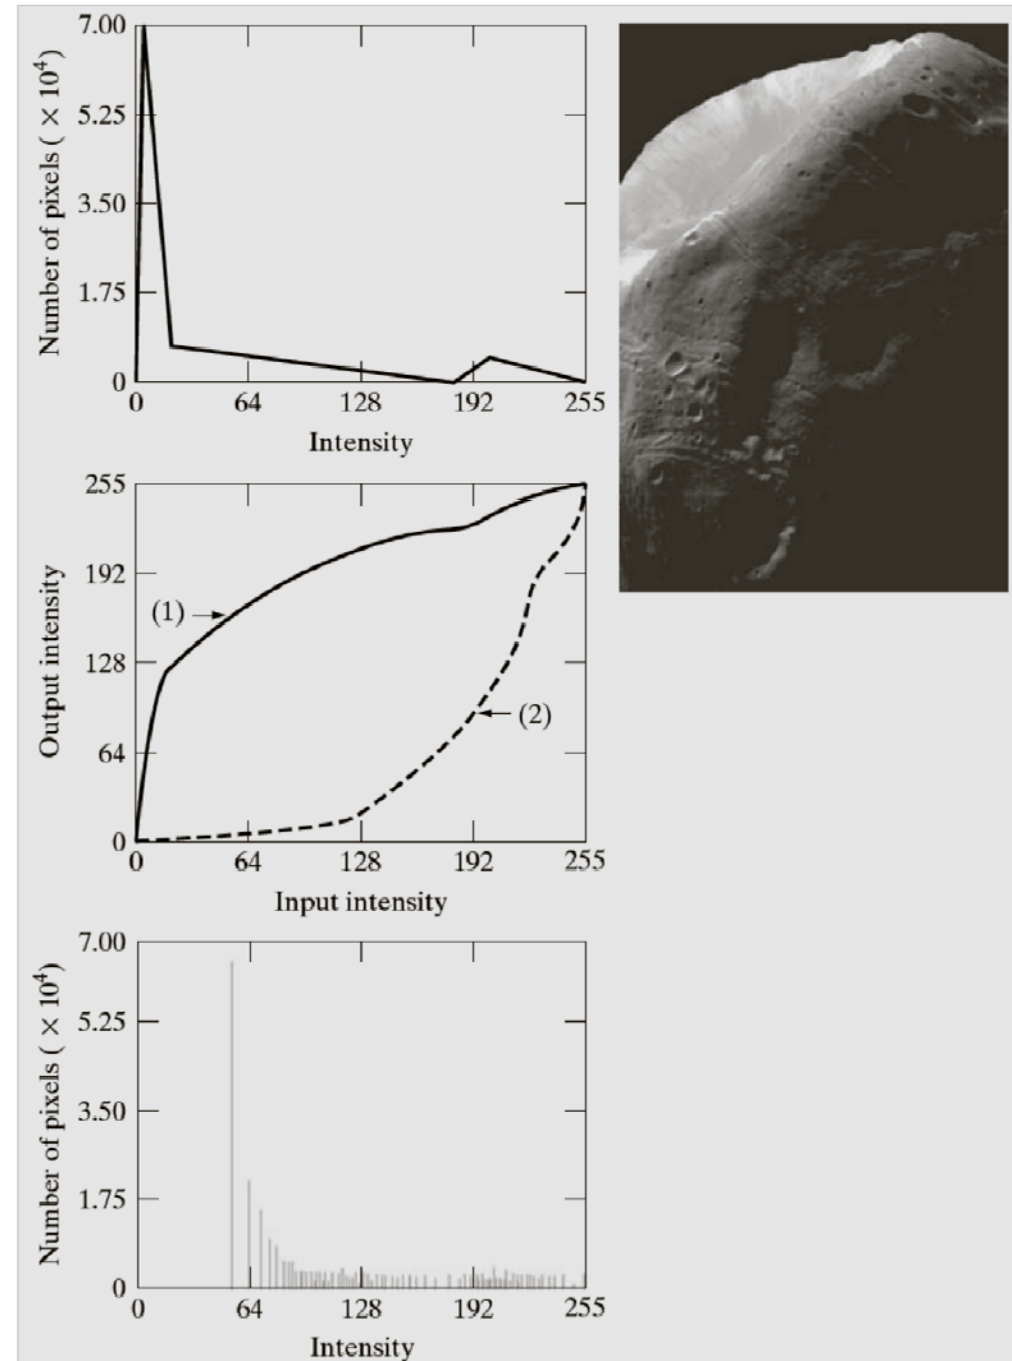 7.00
5.25
3.50
1.75
0
Number of pixels ( × 10⁴)
0 64 128 192 255
Intensity
255
192
128
64
0
Output intensity
(1)
(2)
0 64 128 192 255
Input intensity
7.00
5.25
3.50
1.75
0
Number of pixels ( × 10⁴)
0 64 128 192 255
Intensity